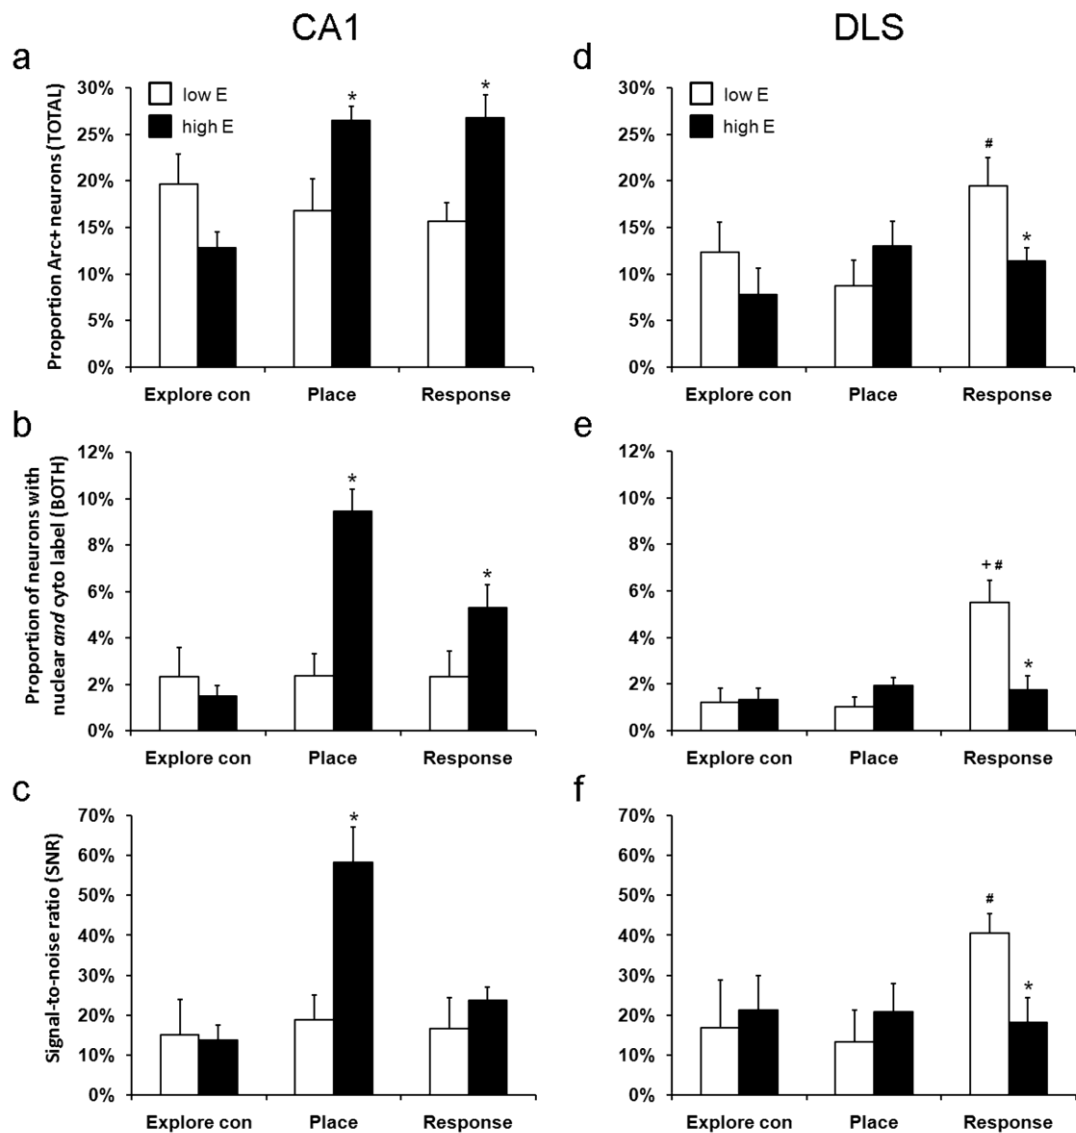 CA1
DLS
a
Proportion Arc+ neurons (TOTAL)
30%
25%
20%
15%
10%
5%
0%
low E
high E
*
*
Explore con
Place
Response
d
30%
25%
20%
15%
10%
5%
0%
low E
high E
#
*
Explore con
Place
Response
b
Proportion of neurons with
nuclear and cyto label (BOTH)
12%
10%
8%
6%
4%
2%
0%
*
*
Explore con
Place
Response
e
12%
10%
8%
6%
4%
2%
0%
+ #
*
Explore con
Place
Response
c
Signal-to-noise ratio (SNR)
70%
60%
50%
40%
30%
20%
10%
0%
*
Explore con
Place
Response
f
70%
60%
50%
40%
30%
20%
10%
0%
#
*
Explore con
Place
Response